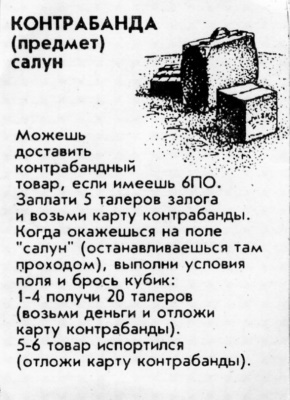 КОНТРАБАНДА
(предмет)
салун
Можешь
доставить
контрабандный
товар, если имеешь 6ПО.
Заплати 5 талеров залога
и возьми карту контрабанды.
Когда окажешься на поле
"салун" (останавливаешься там
проходом), выполни условия
поля и брось кубик:
1-4 получи 20 талеров
(возьми деньги и отложи
карту контрабанды).
5-6 товар испортился
(отложи карту контрабанды).